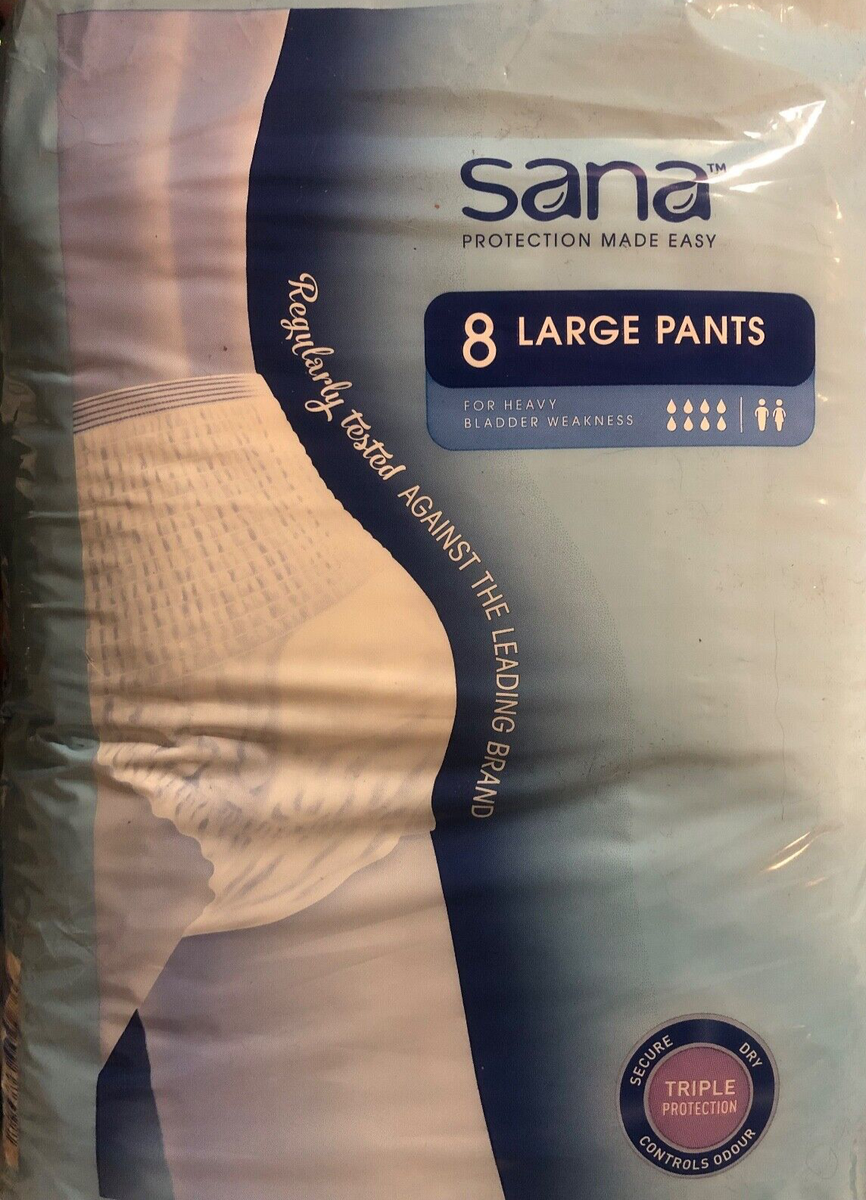 sana™
PROTECTION MADE EASY
8 LARGE PANTS
FOR HEAVY
BLADDER WEAKNESS
Regularly tested AGAINST THE LEADING BRAND
SECURE
DRY
TRIPLE
PROTECTION
CONTROLS ODOUR